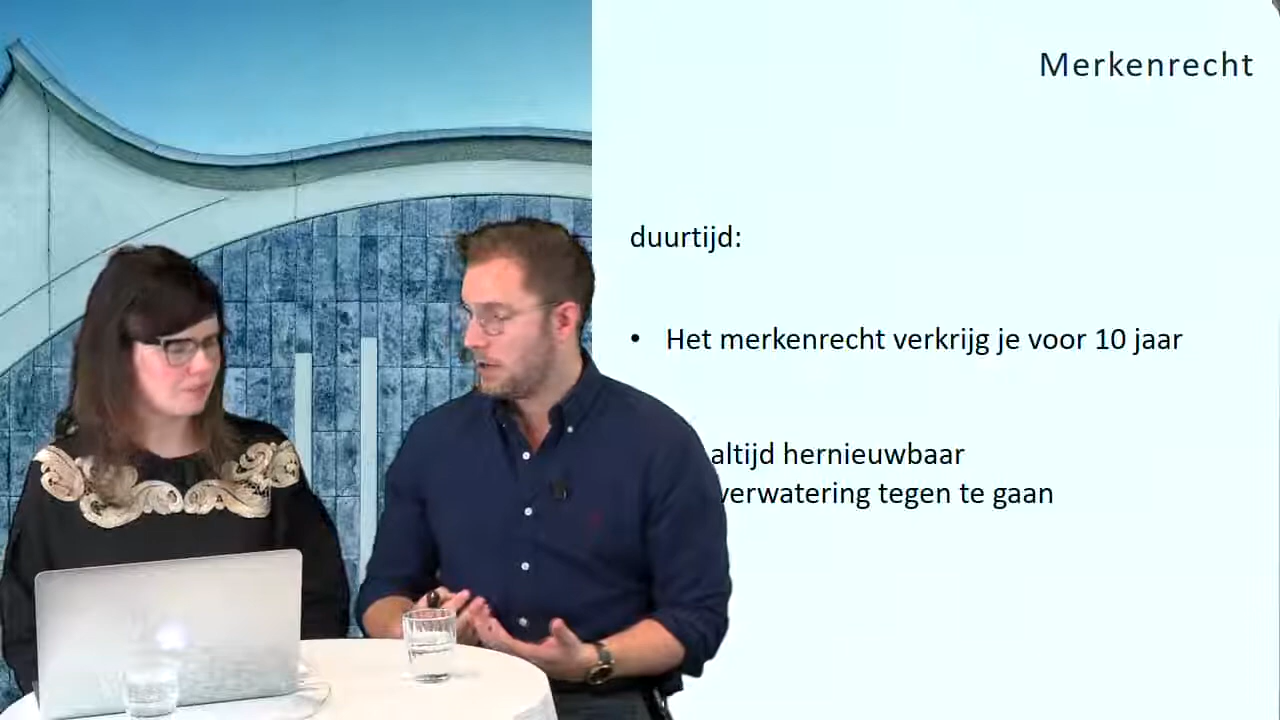 Merkenrecht
duurtijd:
• Het merkenrecht verkrijg je voor 10 jaar
altijd hernieuwbaar
verwatering tegen te gaan